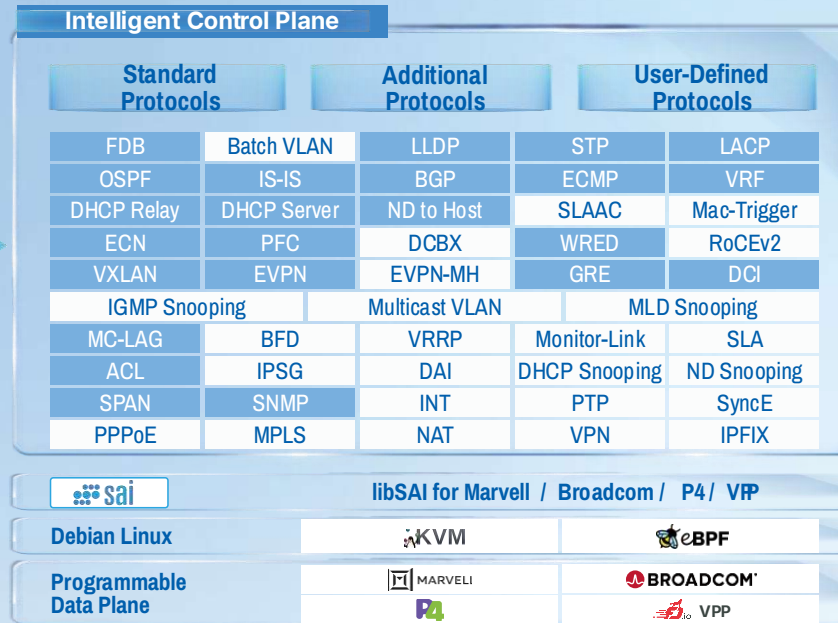 Intelligent Control Plane
Standard Protocols
Additional Protocols
User-Defined Protocols
FDB Batch VLAN LLDP STP LACP
OSPF IS-IS BGP ECMP VRF
DHCP Relay DHCP Server ND to Host SLAAC Mac-Trigger
ECN PFC DCBX WRED RoCEv2
VXLAN EVPN EVPN-MH GRE DCI
IGMP Snooping Multicast VLAN MLD Snooping
MC-LAG BFD VRRP Monitor-Link SLA
ACL IPSG DAI DHCP Snooping ND Snooping
SPAN SNMP INT PTP SyncE
PPPoE MPLS NAT VPN IPFIX
sai libSAI for Marvell / Broadcom / P4 / VPP
Debian Linux KVM eBPF
Programmable Data Plane
MARVELL BROADCOM
P4 .io VPP